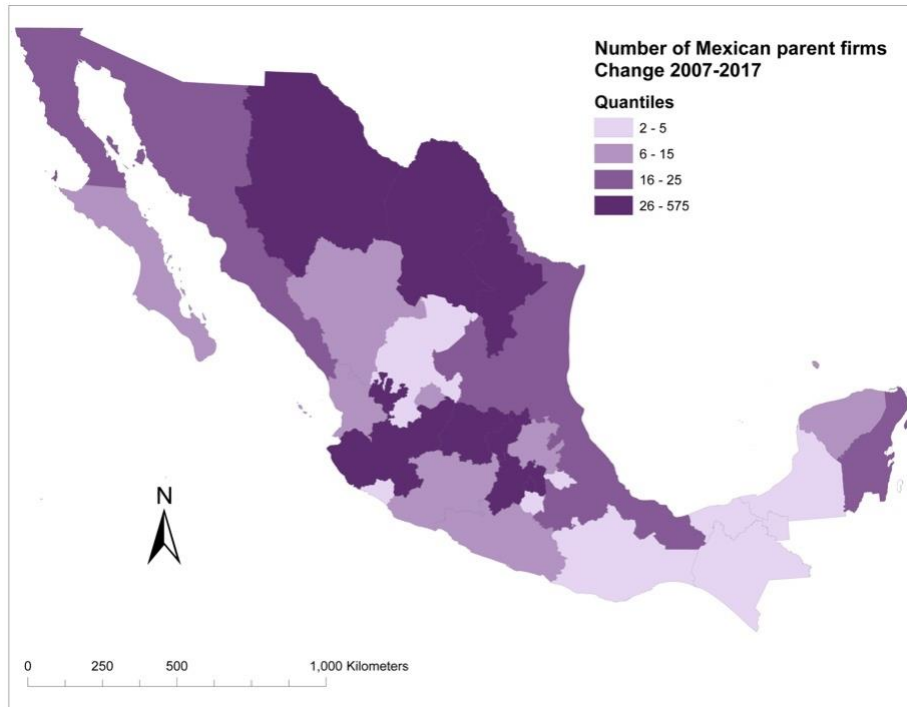 Number of Mexican parent firms
Change 2007-2017
Quantiles
2 - 5
6 - 15
16 - 25
26 - 575
N
0 250 500 1,000 Kilometers